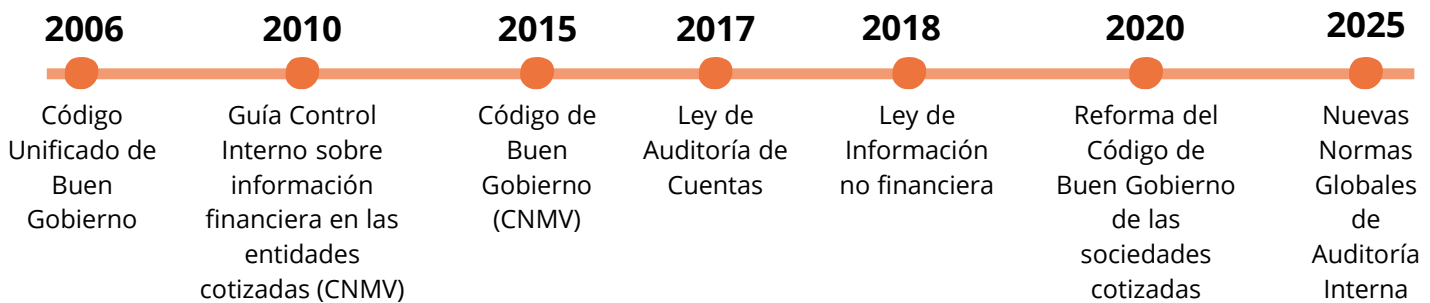 2006
Código
Unificado de
Buen
Gobierno
2010
Guía Control
Interno sobre
información
financiera en las
entidades
cotizadas (CNMV)
2015
Código de
Buen
Gobierno
(CNMV)
2017
Ley de
Auditoría de
Cuentas
2018
Ley de
Información
no financiera
2020
Reforma del
Código de
Buen Gobierno
de las
sociedades
cotizadas
2025
Nuevas
Normas
Globales
de
Auditoría
Interna